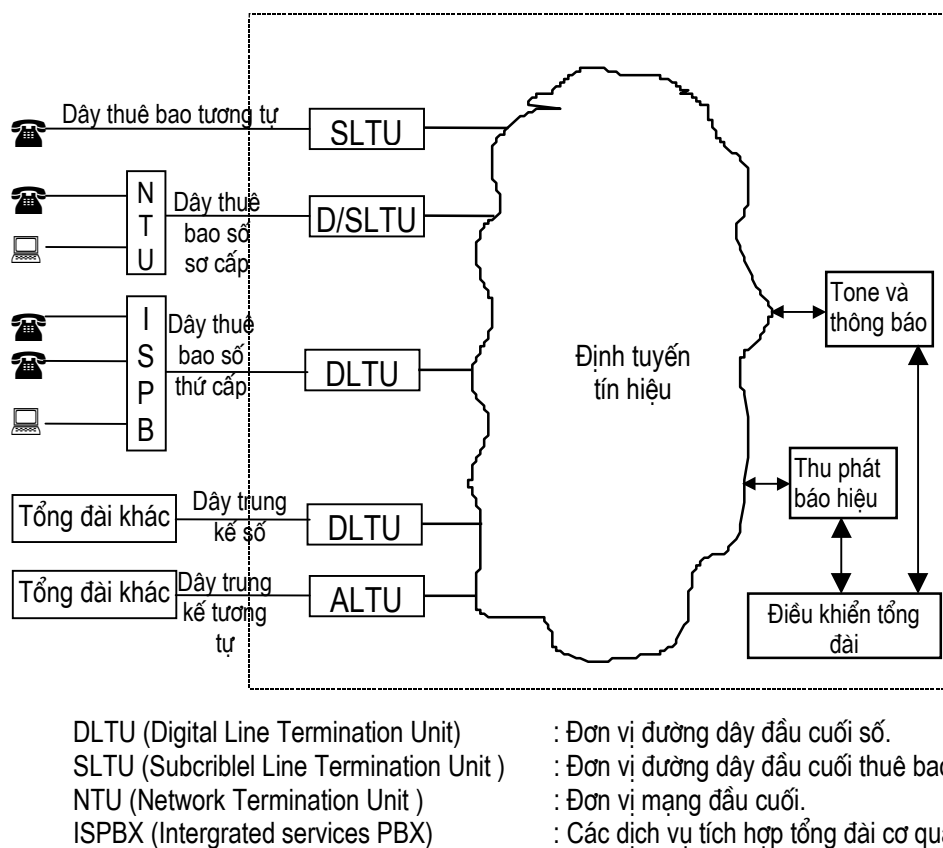 Dây thuê bao tương tự
SLTU
N
T
U
Dây thuê
bao số
sơ cấp
D/SLTU
I
S
P
B
Dây thuê
bao số
thứ cấp
DLTU
Định tuyến
tín hiệu
Tone và
thông báo
Thu phát
báo hiệu
Tổng đài khác
Dây trung
kế số
DLTU
Tổng đài khác
Dây trung
kế tương
tự
ALTU
Điều khiển tổng
đài
DLTU (Digital Line Termination Unit) : Đơn vị đường dây đầu cuối số.
SLTU (Subcriblel Line Termination Unit ) : Đơn vị đường dây đầu cuối thuê bao
NTU (Network Termination Unit ) : Đơn vị mạng đầu cuối.
ISPBX (Intergrated services PBX) : Các dịch vụ tích hợp tổng đài cơ qua